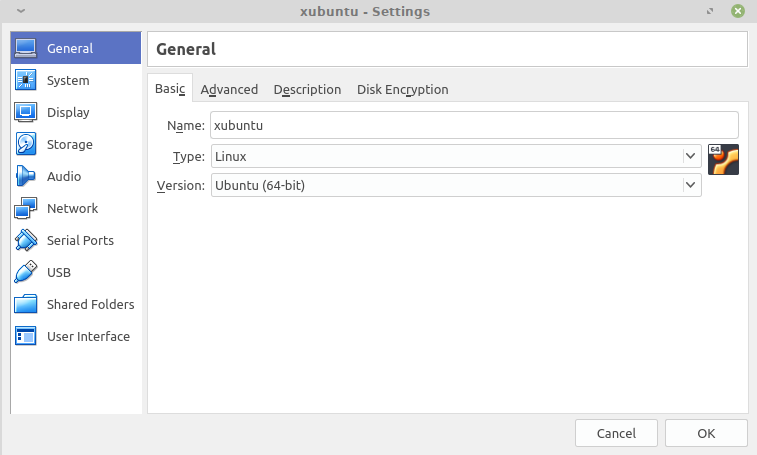 xubuntu - Settings
General
System
Display
Storage
Audio
Network
Serial Ports
USB
Shared Folders
User Interface
General
Basic Advanced Description Disk Encryption
Name: xubuntu
Type: Linux
64
Version: Ubuntu (64-bit)
Cancel OK